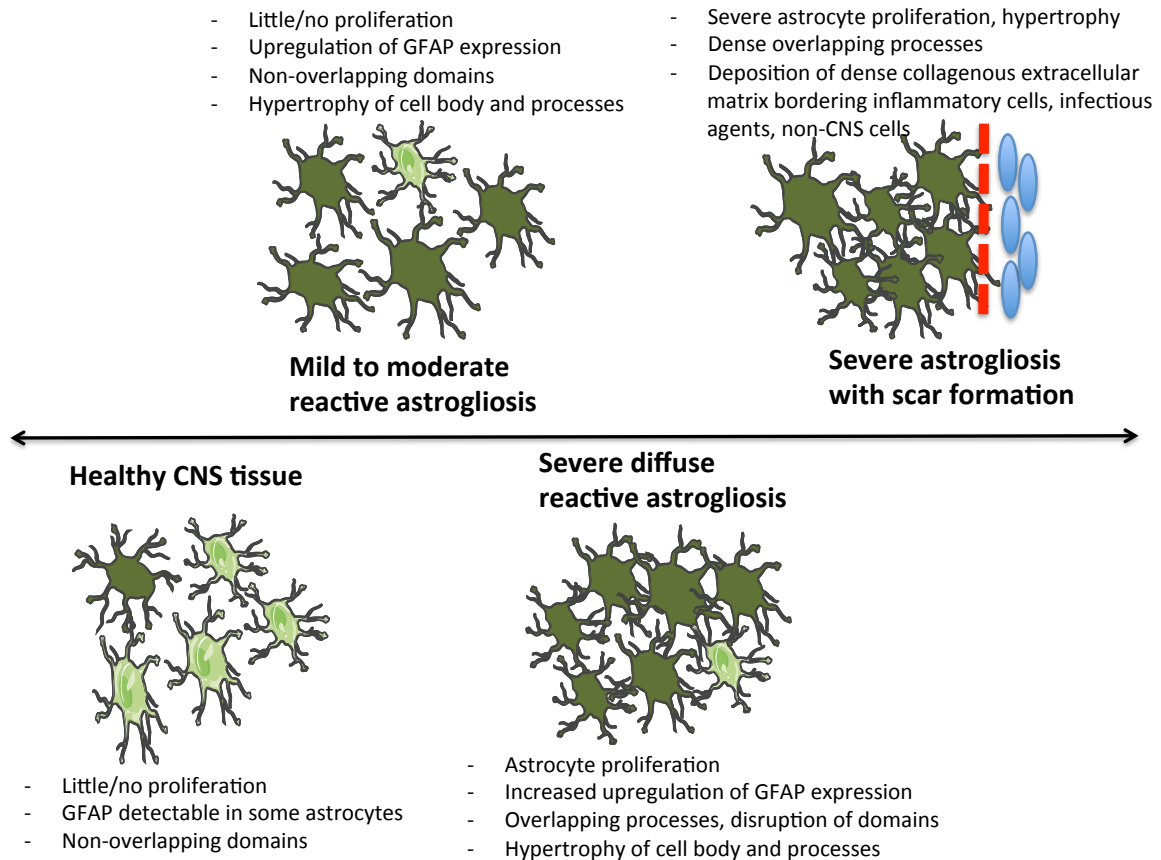 - Little/no proliferation
- Upregulation of GFAP expression
- Non-overlapping domains
- Hypertrophy of cell body and processes
Mild to moderate
reactive astrogliosis
- Severe astrocyte proliferation, hypertrophy
- Dense overlapping processes
- Deposition of dense collagenous extracellular
matrix bordering inflammatory cells, infectious
agents, non-CNS cells
Severe astrogliosis
with scar formation
Healthy CNS tissue
- Little/no proliferation
- GFAP detectable in some astrocytes
- Non-overlapping domains
Severe diffuse
reactive astrogliosis
- Astrocyte proliferation
- Increased upregulation of GFAP expression
- Overlapping processes, disruption of domains
- Hypertrophy of cell body and processes